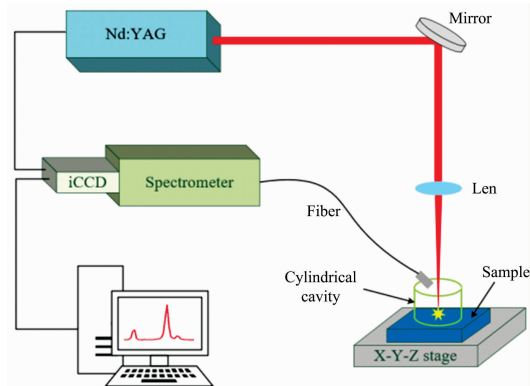 Nd:YAG
Mirror
iCCD
Spectrometer
Len
Fiber
Cylindrical
cavity
Sample
X-Y-Z stage